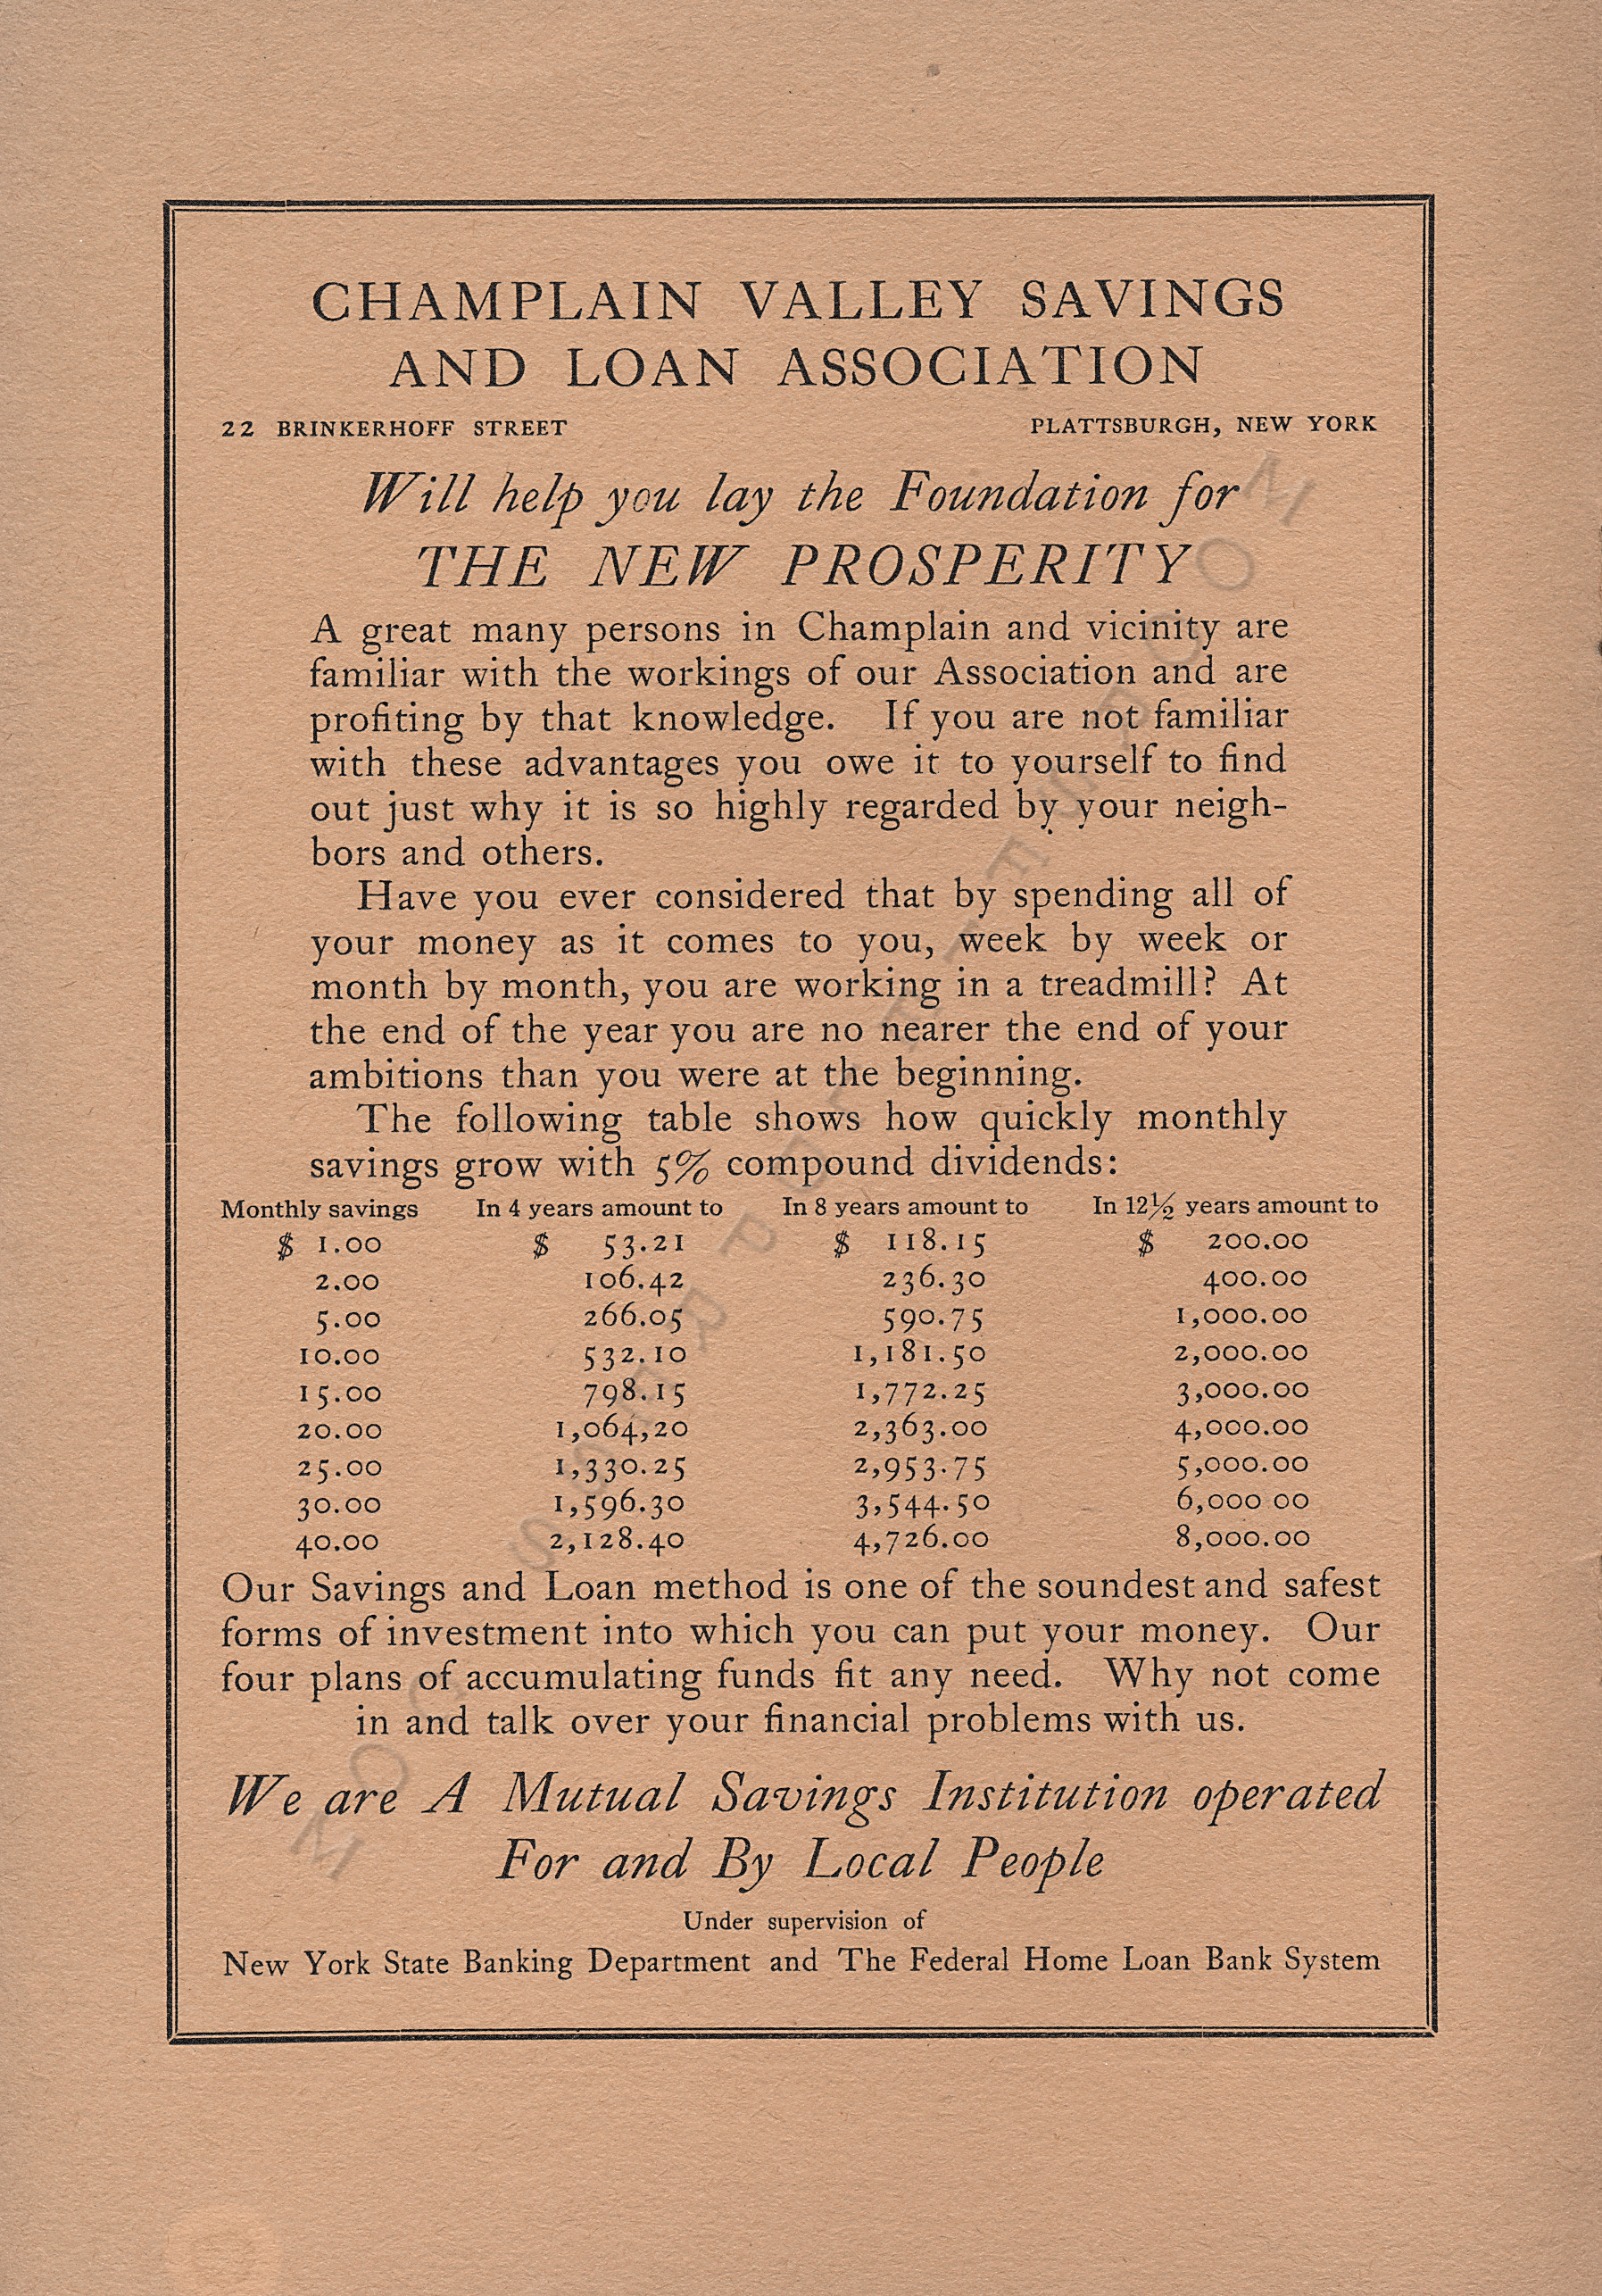 CHAMPLAIN VALLEY SAVINGS
AND LOAN ASSOCIATION
22 BRINKERHOFF STREET PLATTSBURGH, NEW YORK
Will help you lay the Foundation for
THE NEW PROSPERITY
A great many persons in Champlain and vicinity are
familiar with the workings of our Association and are
profiting by that knowledge. If you are not familiar
with these advantages you owe it to yourself to find
out just why it is so highly regarded by your neigh-
bors and others.
Have you ever considered that by spending all of
your money as it comes to you, week by week or
month by month, you are working in a treadmill? At
the end of the year you are no nearer the end of your
ambitions than you were at the beginning.
The following table shows how quickly monthly
savings grow with 5% compound dividends:
Monthly savings In 4 years amount to In 8 years amount to In 12½ years amount to
$ 1.00 $ 53.21 $ 118.15 $ 200.00
2.00 106.42 236.30 400.00
5.00 266.05 590.75 1,000.00
10.00 532.10 1,181.50 2,000.00
15.00 798.15 1,772.25 3,000.00
20.00 1,064,20 2,363.00 4,000.00
25.00 1,330.25 2,953.75 5,000.00
30.00 1,596.30 3,544.50 6,000 00
40.00 2,128.40 4,726.00 8,000.00
Our Savings and Loan method is one of the soundest and safest
forms of investment into which you can put your money. Our
four plans of accumulating funds fit any need. Why not come
in and talk over your financial problems with us.
We are A Mutual Savings Institution operated
For and By Local People
Under supervision of
New York State Banking Department and The Federal Home Loan Bank System